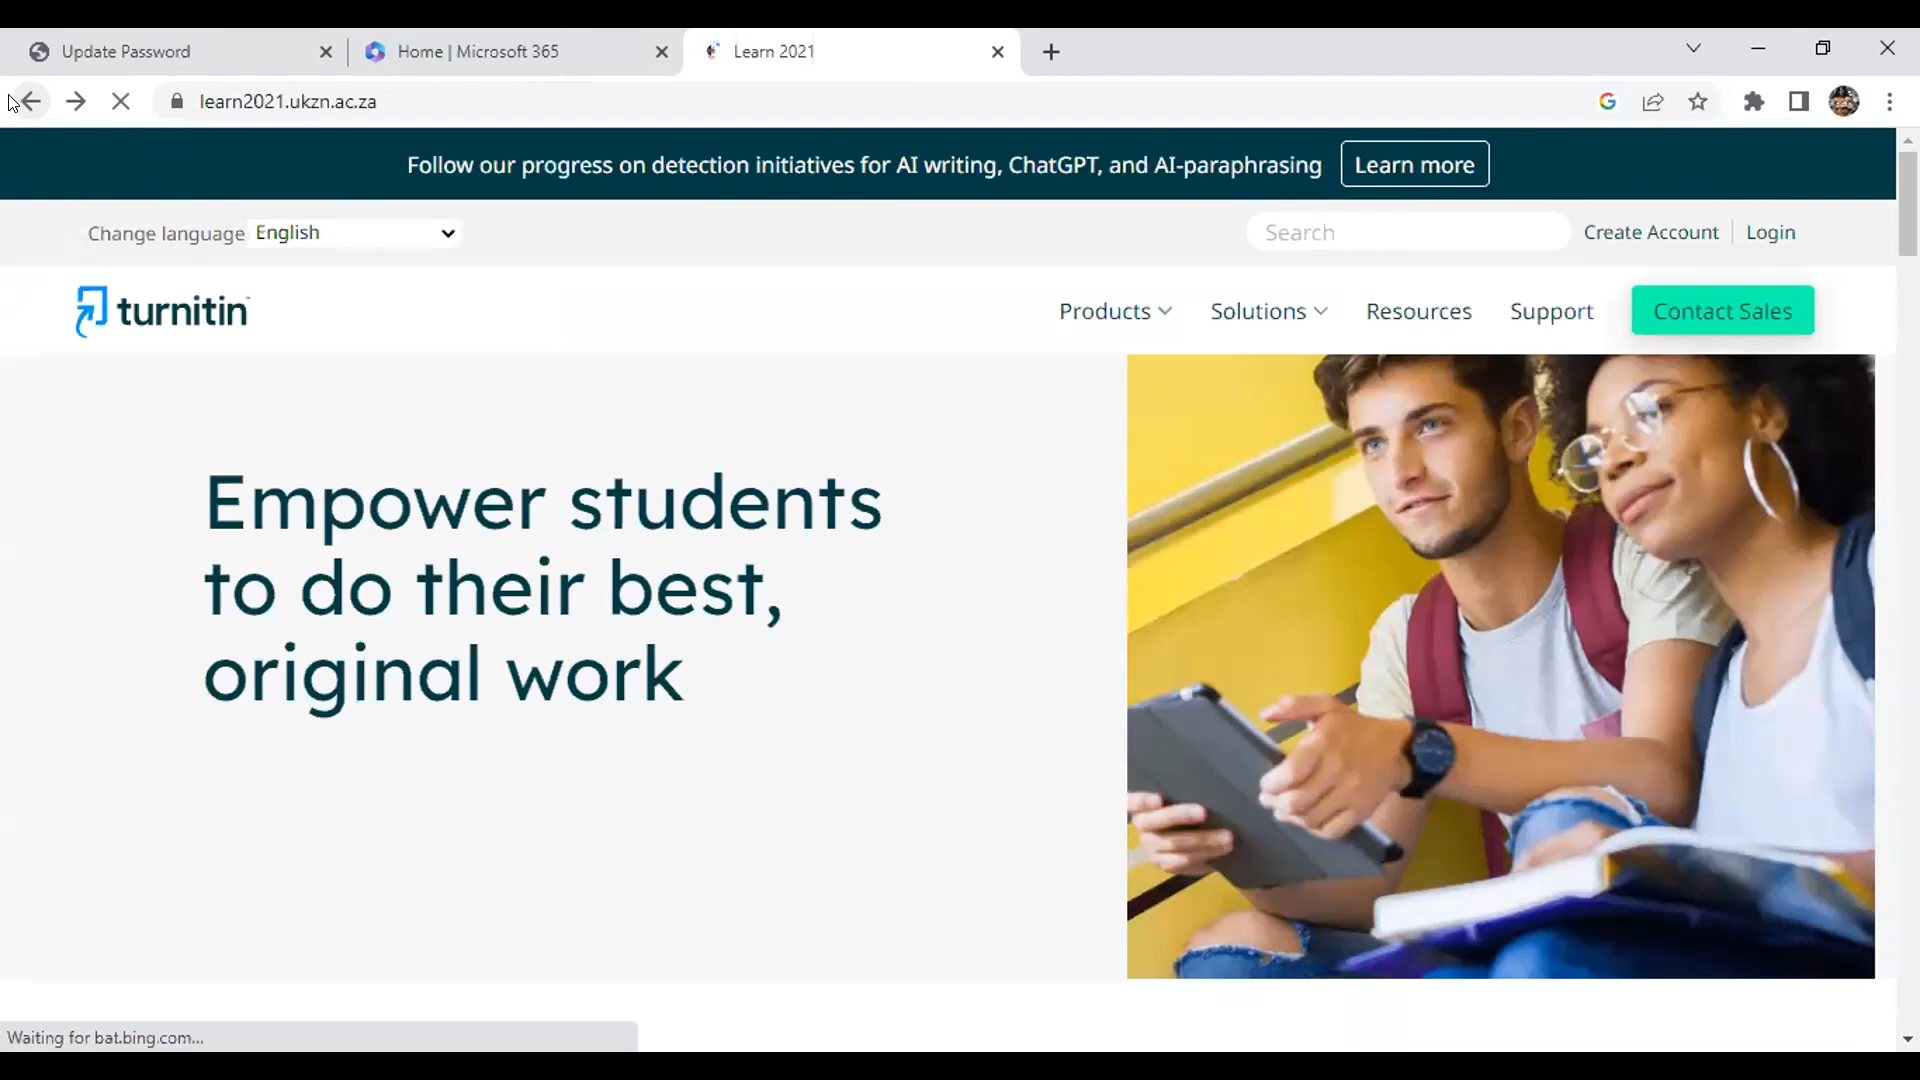 Update Password
Home | Microsoft 365
Learn 2021
learn2021.ukzn.ac.za
Follow our progress on detection initiatives for AI writing, ChatGPT, and AI-paraphrasing
Learn more
Change language
English
Search
Create Account
Login
turnitin
Products
Solutions
Resources
Support
Contact Sales
Empower students
to do their best,
original work
Waiting for bat.bing.com...